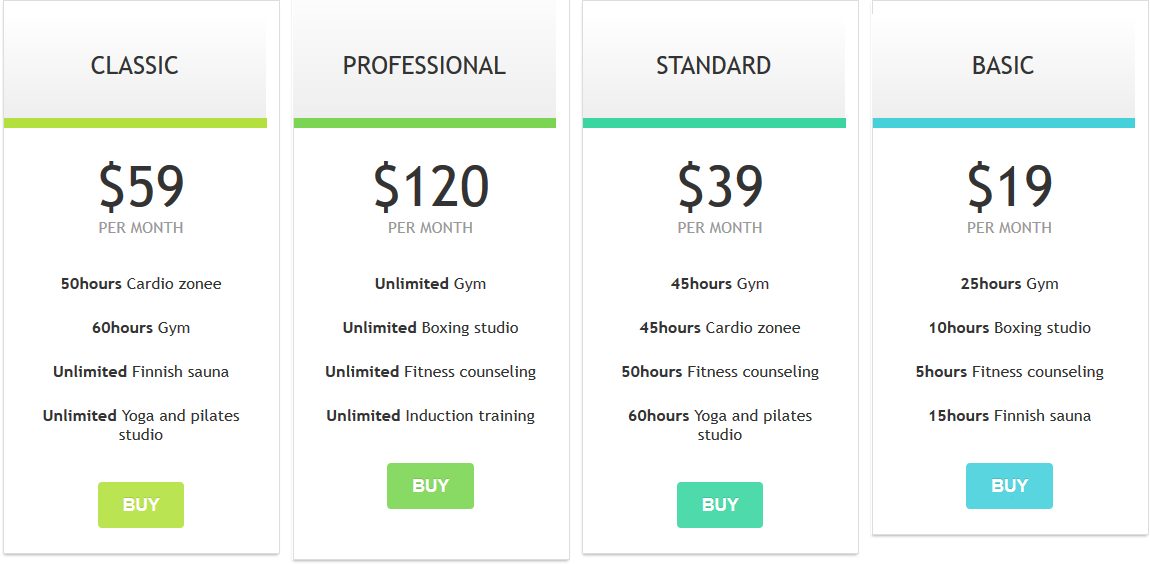 CLASSIC
$59
PER MONTH
50hours Cardio zonee
60hours Gym
Unlimited Finnish sauna
Unlimited Yoga and pilates
studio
BUY
PROFESSIONAL
$120
PER MONTH
Unlimited Gym
Unlimited Boxing studio
Unlimited Fitness counseling
Unlimited Induction training
BUY
STANDARD
$39
PER MONTH
45hours Gym
45hours Cardio zonee
50hours Fitness counseling
60hours Yoga and pilates
studio
BUY
BASIC
$19
PER MONTH
25hours Gym
10hours Boxing studio
5hours Fitness counseling
15hours Finnish sauna
BUY